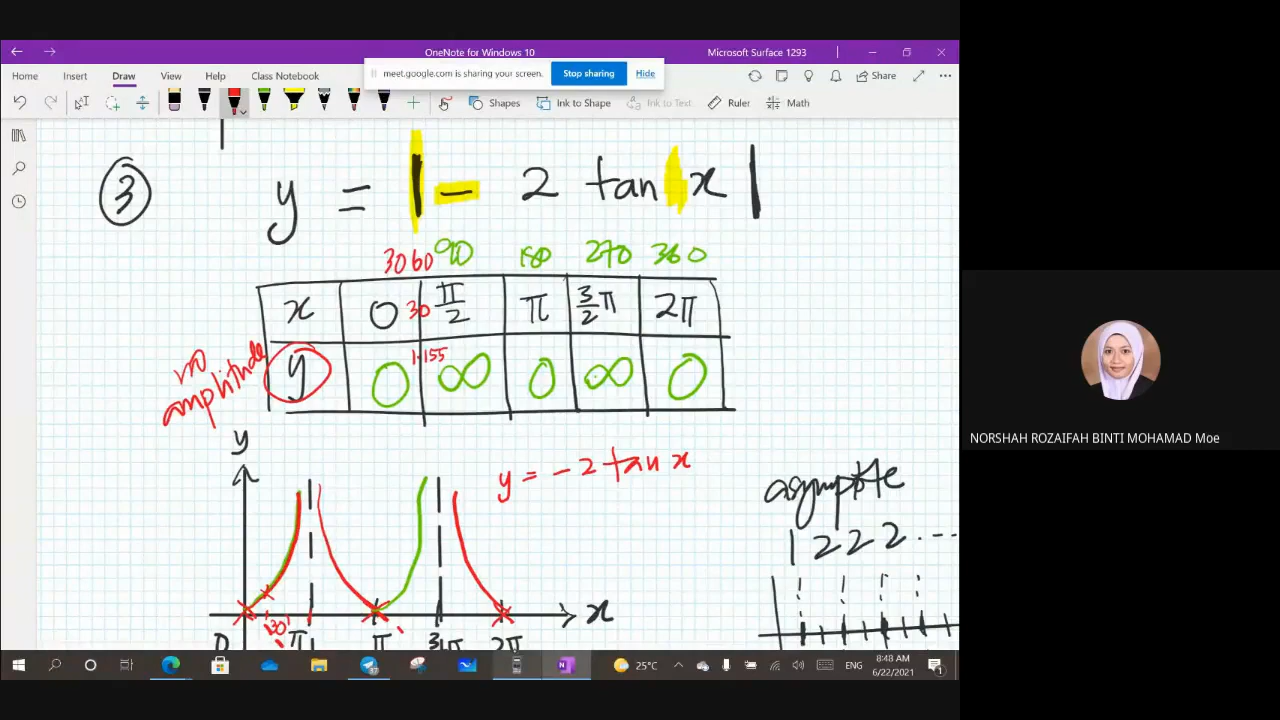 OneNote for Windows 10
Microsoft Surface 1293
Home Insert Draw View Help Class Notebook
meet.google.com is sharing your screen. Stop sharing Hide
Share
Shapes Ink to Shape Ink to Text Ruler Math
3 y = | - 2 tan x |
30 60 90 180 270 360
x 0 30 π/2 π 3/2 π 2π
y 0 1.155 ∞ 0 ∞ 0
no amplitude
y
y = -2 tan x
asymptote
1 2 2 2 ...
x
0 30 π π 3 π 2π
NORSHAH ROZAIFAH BINTI MOHAMAD Moe
25°C
ENG
8:48 AM
6/22/2021